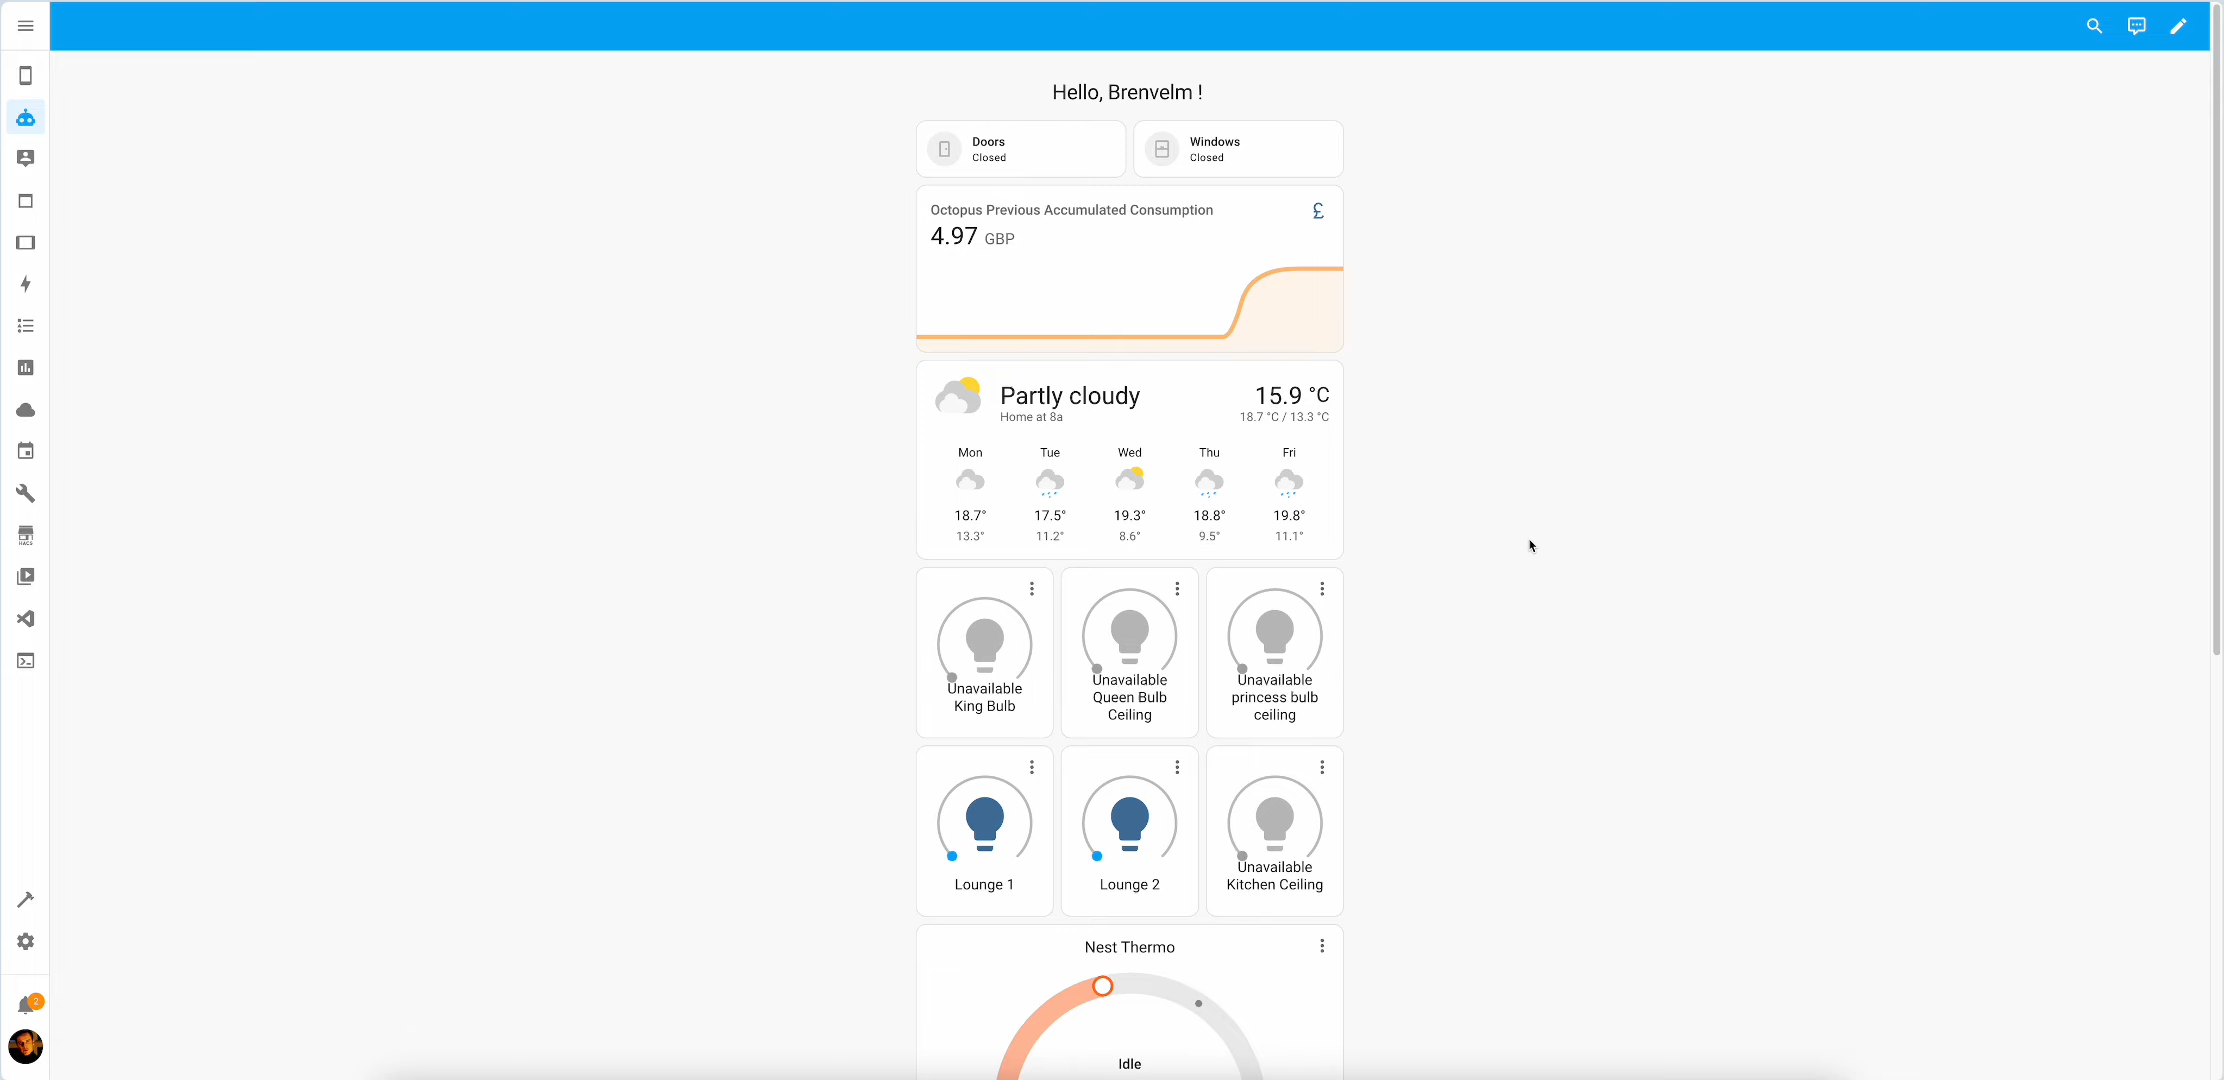 Hello, Brenvelm !
Doors
Closed
Windows
Closed
Octopus Previous Accumulated Consumption
£
4.97 GBP
Partly cloudy
Home at 8a
15.9 °C
18.7 °C / 13.3 °C
Mon Tue Wed Thu Fri
18.7° 17.5° 19.3° 18.8° 19.8°
13.3° 11.2° 8.6° 9.5° 11.1°
Unavailable
King Bulb
Unavailable
Queen Bulb
Ceiling
Unavailable
princess bulb
ceiling
Lounge 1
Lounge 2
Unavailable
Kitchen Ceiling
Nest Thermo
Idle
HACS
2